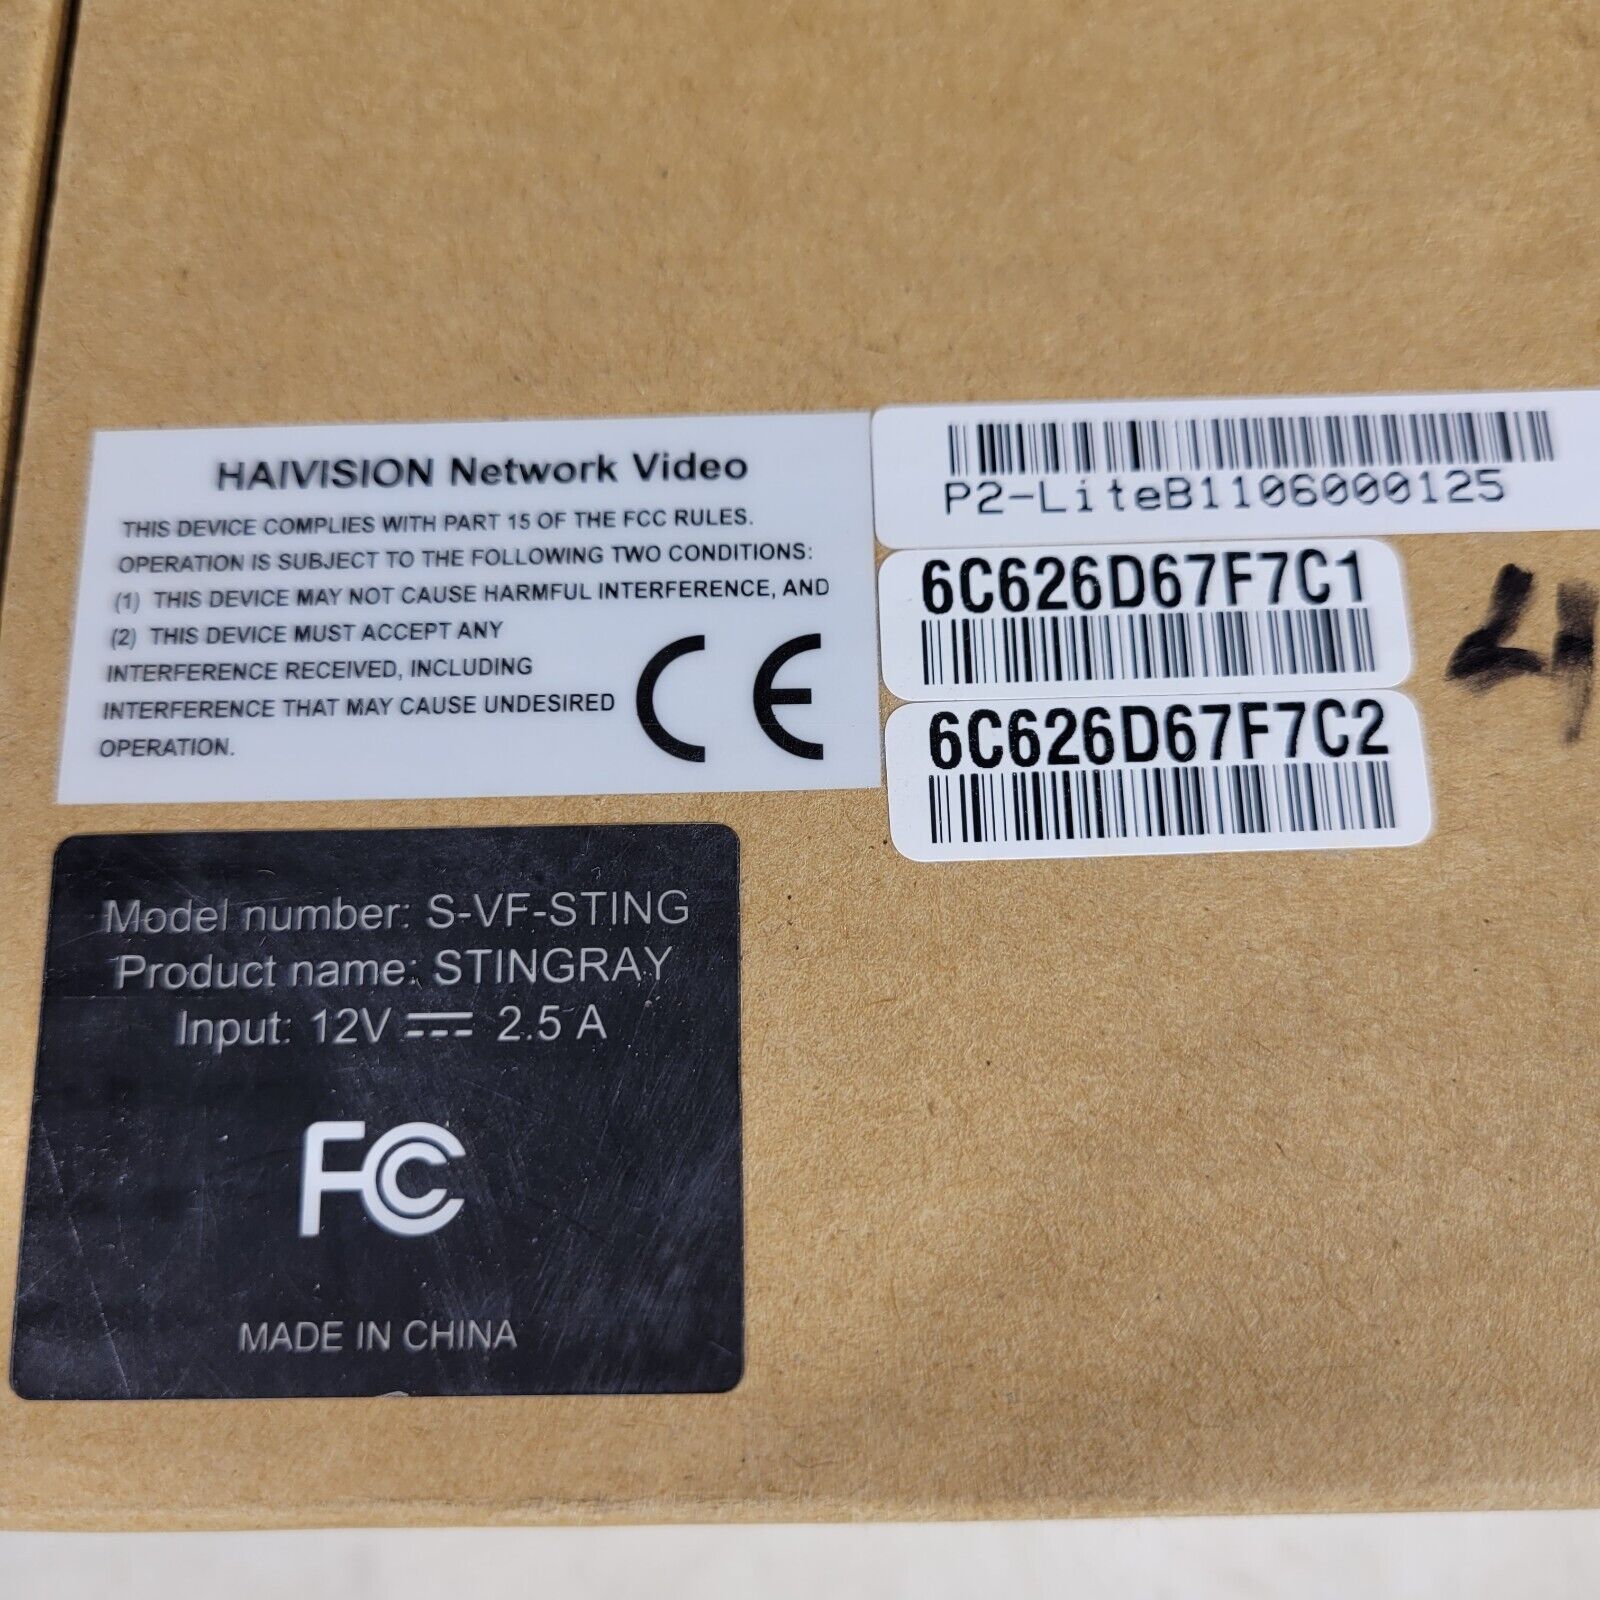 HAIVISION Network Video
THIS DEVICE COMPLIES WITH PART 15 OF THE FCC RULES.
OPERATION IS SUBJECT TO THE FOLLOWING TWO CONDITIONS:
(1) THIS DEVICE MAY NOT CAUSE HARMFUL INTERFERENCE, AND
(2) THIS DEVICE MUST ACCEPT ANY
INTERFERENCE RECEIVED, INCLUDING
INTERFERENCE THAT MAY CAUSE UNDESIRED
OPERATION.
CE
P2-LiteB1106000125
6C626D67F7C1
6C626D67F7C2
4
Model number: S-VF-STING
Product name: STINGRAY
Input: 12V ⎓ 2.5 A
FC
MADE IN CHINA